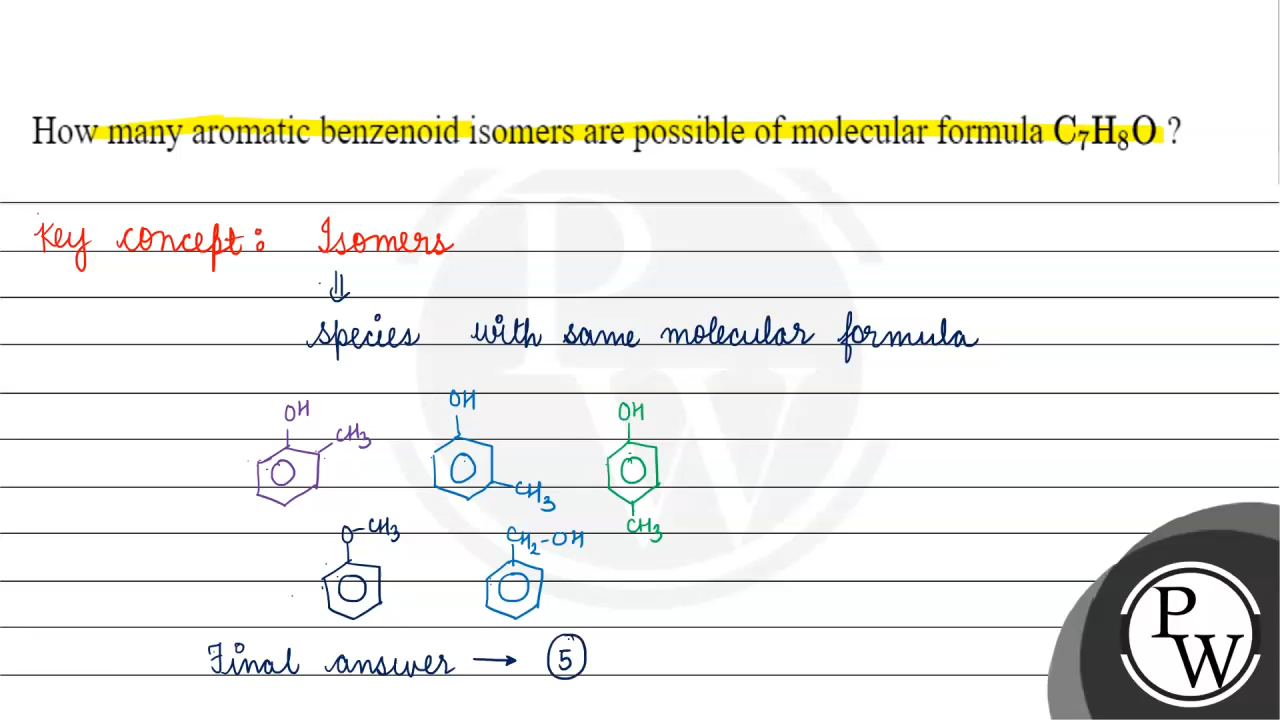 How many aromatic benzenoid isomers are possible of molecular formula C₇H₈O ?
Key concept: Isomers
⇓
species with same molecular formula
OH OH OH
CH₃
CH₃
CH₃
O-CH₃ CH₂-OH
Final answer → 5
P
W